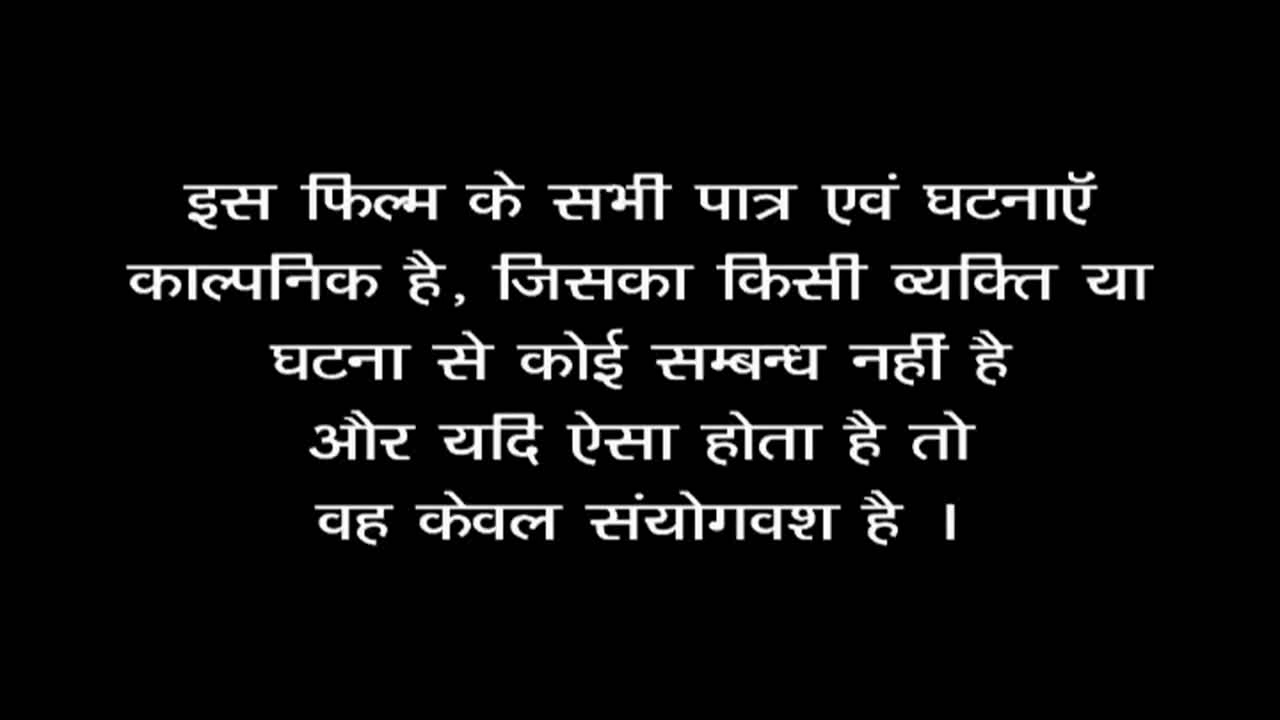 इस फिल्म के सभी पात्र एवं घटनाएॅ
काल्पनिक है, जिसका किसी व्यक्ति या
घटना से कोई सम्बन्ध नहीं है
और यदि ऐसा होता है तो
वह केवल संयोगवश है ।